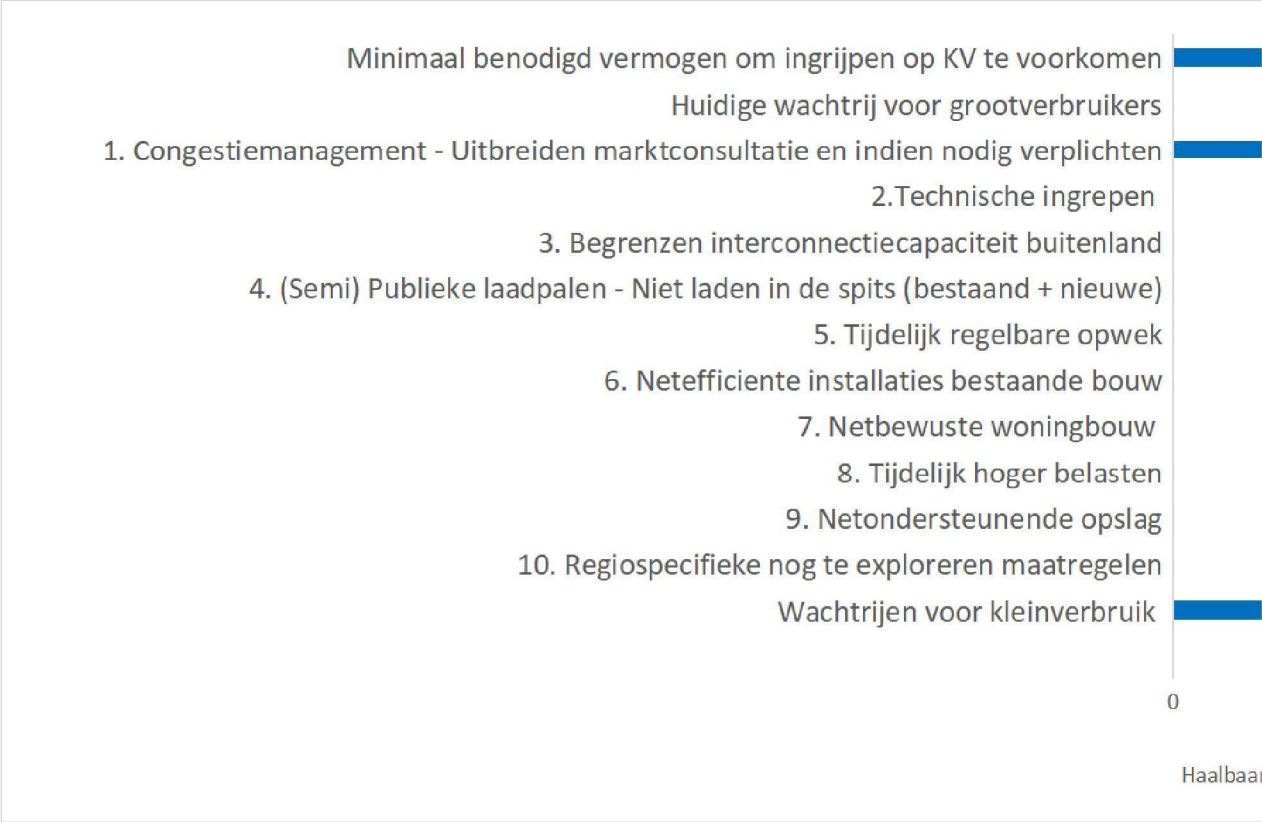 Minimaal benodigd vermogen om ingrijpen op KV te voorkomen
Huidige wachtrij voor grootverbruikers
1. Congestiemanagement - Uitbreiden marktconsultatie en indien nodig verplichten
2.Technische ingrepen
3. Begrenzen interconnectiecapaciteit buitenland
4. (Semi) Publieke laadpalen - Niet laden in de spits (bestaand + nieuwe)
5. Tijdelijk regelbare opwek
6. Netefficiente installaties bestaande bouw
7. Netbewuste woningbouw
8. Tijdelijk hoger belasten
9. Netondersteunende opslag
10. Regiospecifieke nog te exploreren maatregelen
Wachtrijen voor kleinverbruik
0